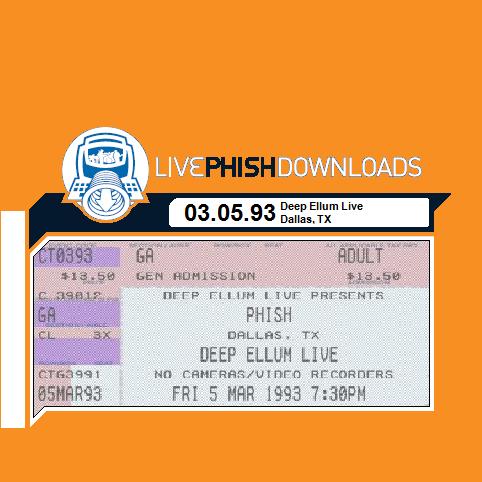 LIVEPHISHDOWNLOADS
03.05.93 Deep Ellum Live
Dallas, TX
CT0393 GA ADULT
$13.50 GEN ADMISSION $13.50
C 39012 DEEP ELLUM LIVE PRESENTS
GA PHISH
CL 3X DALLAS, TX
DEEP ELLUM LIVE
CTG3991 NO CAMERAS/VIDEO RECORDERS
05MAR93 FRI 5 MAR 1993 7:30PM